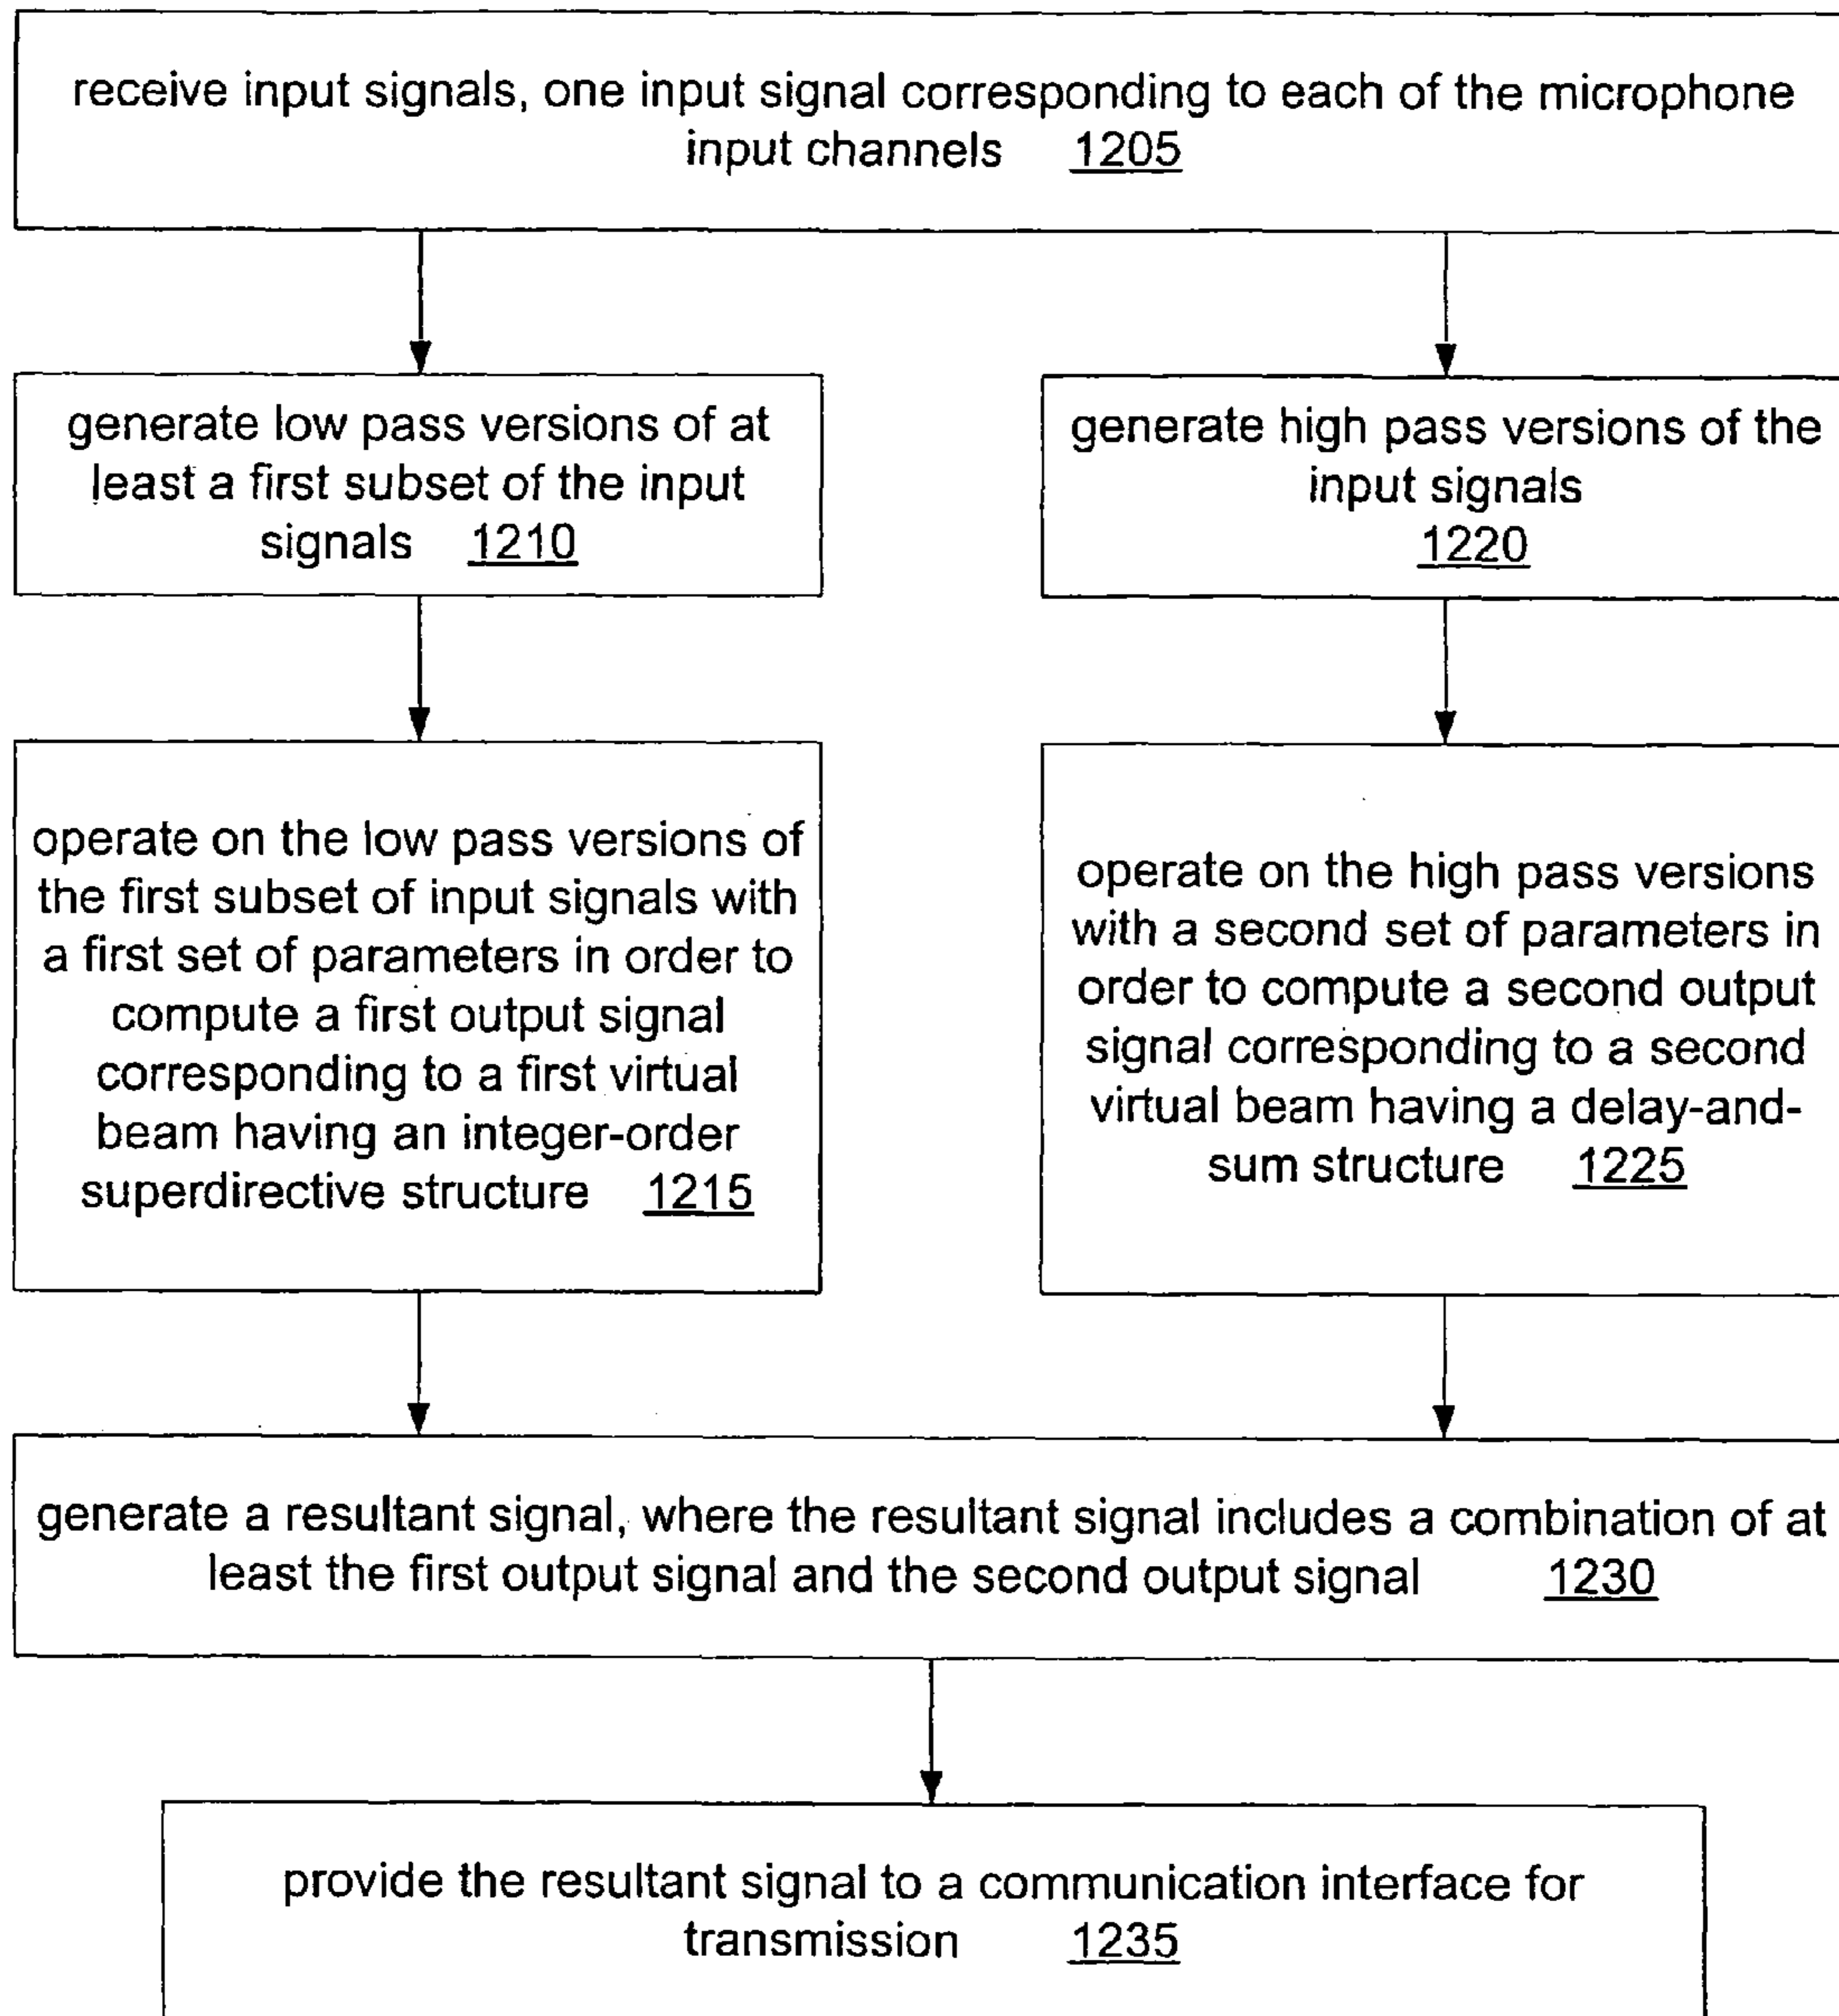 receive input signals, one input signal corresponding to each of the microphone
input channels 1205
generate low pass versions of at
least a first subset of the input
signals 1210
generate high pass versions of the
input signals
1220
operate on the low pass versions of
the first subset of input signals with
a first set of parameters in order to
compute a first output signal
corresponding to a first virtual
beam having an integer-order
superdirective structure 1215
operate on the high pass versions
with a second set of parameters in
order to compute a second output
signal corresponding to a second
virtual beam having a delay-and-
sum structure 1225
generate a resultant signal, where the resultant signal includes a combination of at
least the first output signal and the second output signal 1230
provide the resultant signal to a communication interface for
transmission 1235